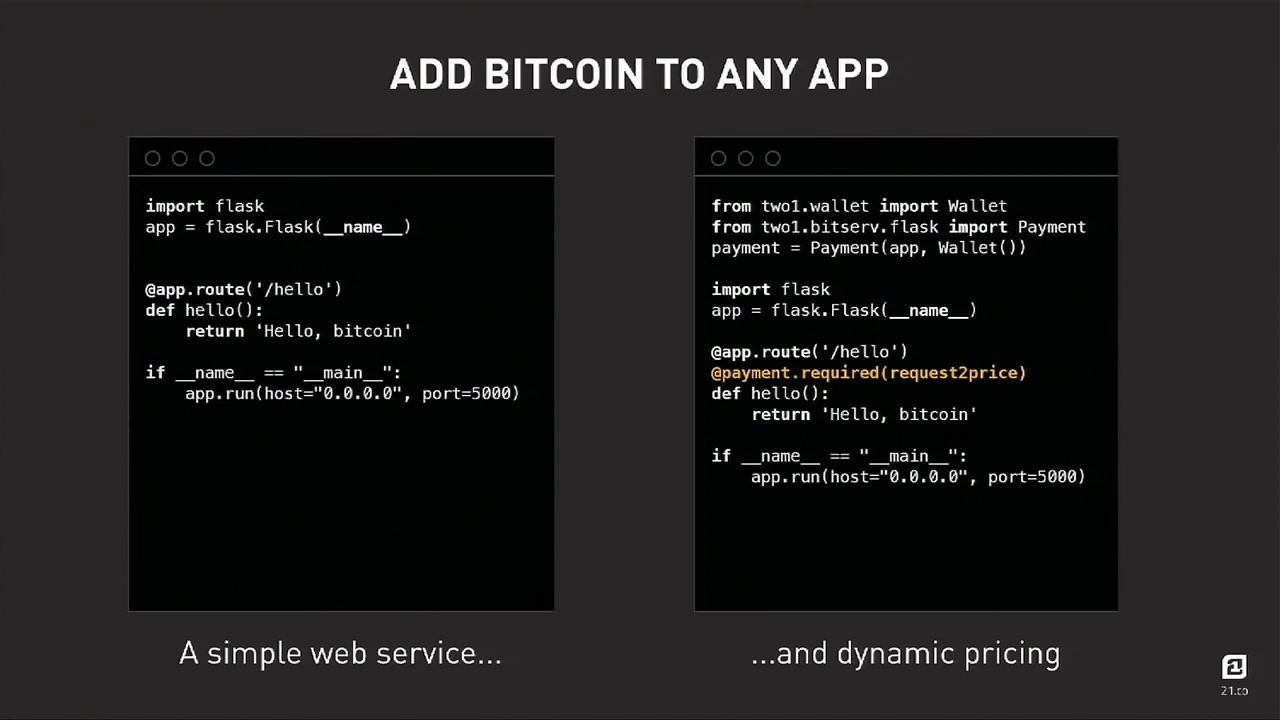 ADD BITCOIN TO ANY APP
import flask
app = flask.Flask(__name__)
@app.route('/hello')
def hello():
    return 'Hello, bitcoin'
if __name__ == "__main__":
    app.run(host="0.0.0.0", port=5000)
A simple web service...
from two1.wallet import Wallet
from two1.bitserv.flask import Payment
payment = Payment(app, Wallet())
import flask
app = flask.Flask(__name__)
@app.route('/hello')
@payment.required(request2price)
def hello():
    return 'Hello, bitcoin'
if __name__ == "__main__":
    app.run(host="0.0.0.0", port=5000)
...and dynamic pricing
21
21.co